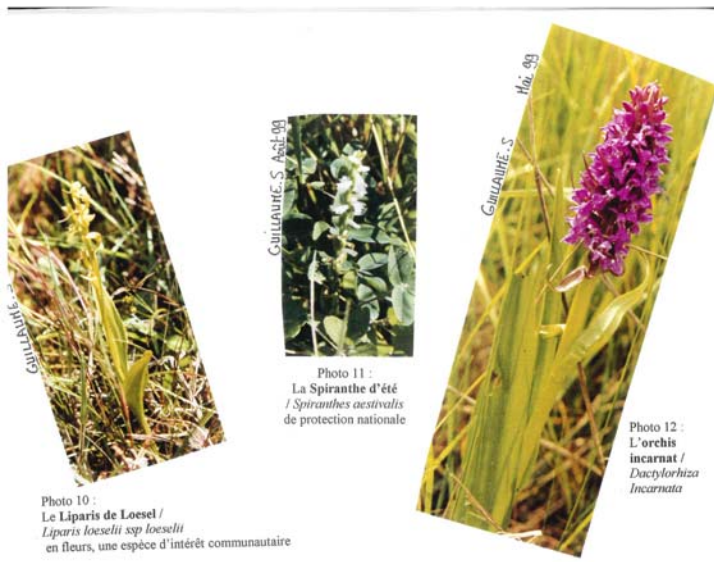 GUILLAUME.S
Photo 10 :
Le Liparis de Loesel /
Liparis loeselii ssp loeselii
en fleurs, une espèce d'intérêt communautaire
GUILLAUME.S Août 99
Photo 11 :
La Spiranthe d'été
/ Spiranthes aestivalis
de protection nationale
GUILLAUME.S Mai 99
Photo 12 :
L'orchis
incarnat /
Dactylorhiza
Incarnata